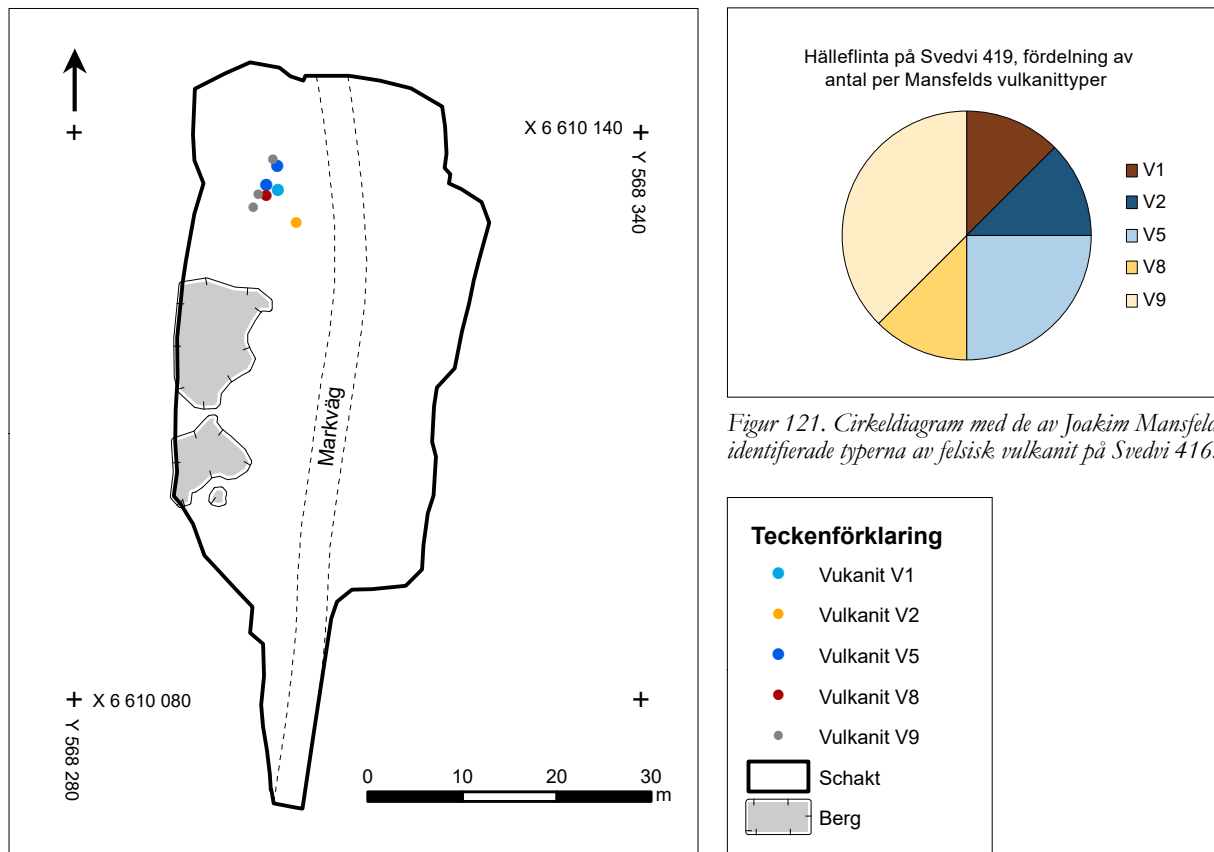 X 6 610 140
Y 568 340
Markväg
X 6 610 080
Y 568 280
0 10 20 30
m
Hälleflinta på Svedvi 419, fördelning av
antal per Mansfelds vulkanittyper
V1
V2
V5
V8
V9
Figur 121. Cirkeldiagram med de av Joakim Mansfeld
identifierade typerna av felsisk vulkanit på Svedvi 416.
Teckenförklaring
Vukanit V1
Vulkanit V2
Vulkanit V5
Vulkanit V8
Vulkanit V9
Schakt
Berg